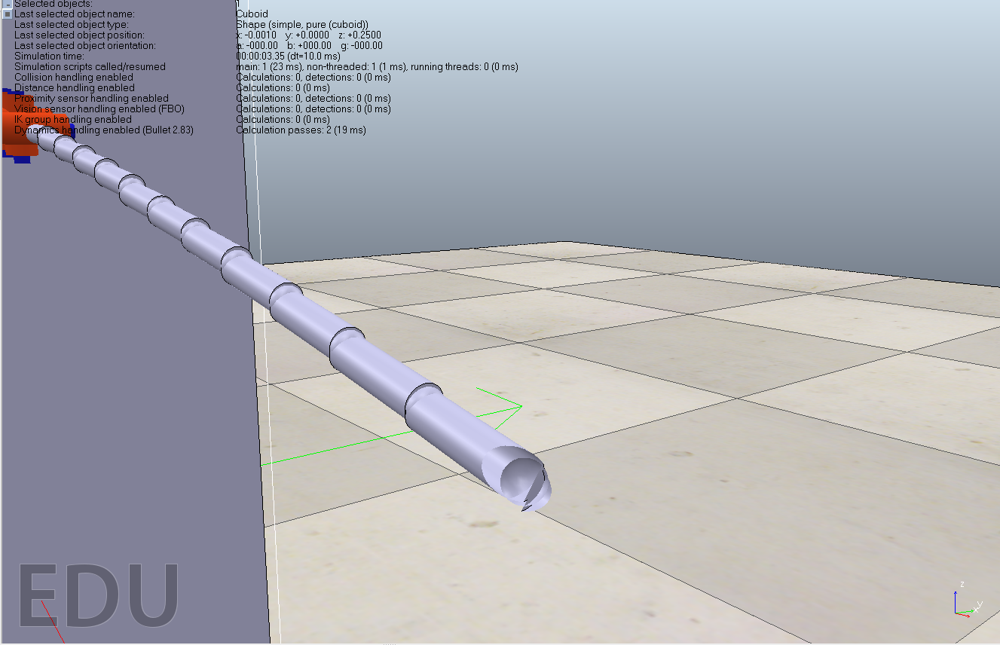 Selected objects: 1
Last selected object name: Cuboid
Last selected object type: Shape (simple, pure (cuboid))
Last selected object position: x: -0.0010 y: +0.0000 z: +0.2500
Last selected object orientation: a: -000.00 b: +000.00 g: -000.00
Simulation time: 00:00:03.35 (dt=10.0 ms)
Simulation scripts called/resumed main: 1 (23 ms), non-threaded: 1 (1 ms), running threads: 0 (0 ms)
Collision handling enabled Calculations: 0, detections: 0 (0 ms)
Distance handling enabled Calculations: 0 (0 ms)
Proximity sensor handling enabled Calculations: 0, detections: 0 (0 ms)
Vision sensor handling enabled (FBO) Calculations: 0, detections: 0 (0 ms)
IK group handling enabled Calculations: 0 (0 ms)
Dynamics handling enabled (Bullet 2.83) Calculation passes: 2 (19 ms)
EDU
z
y
x